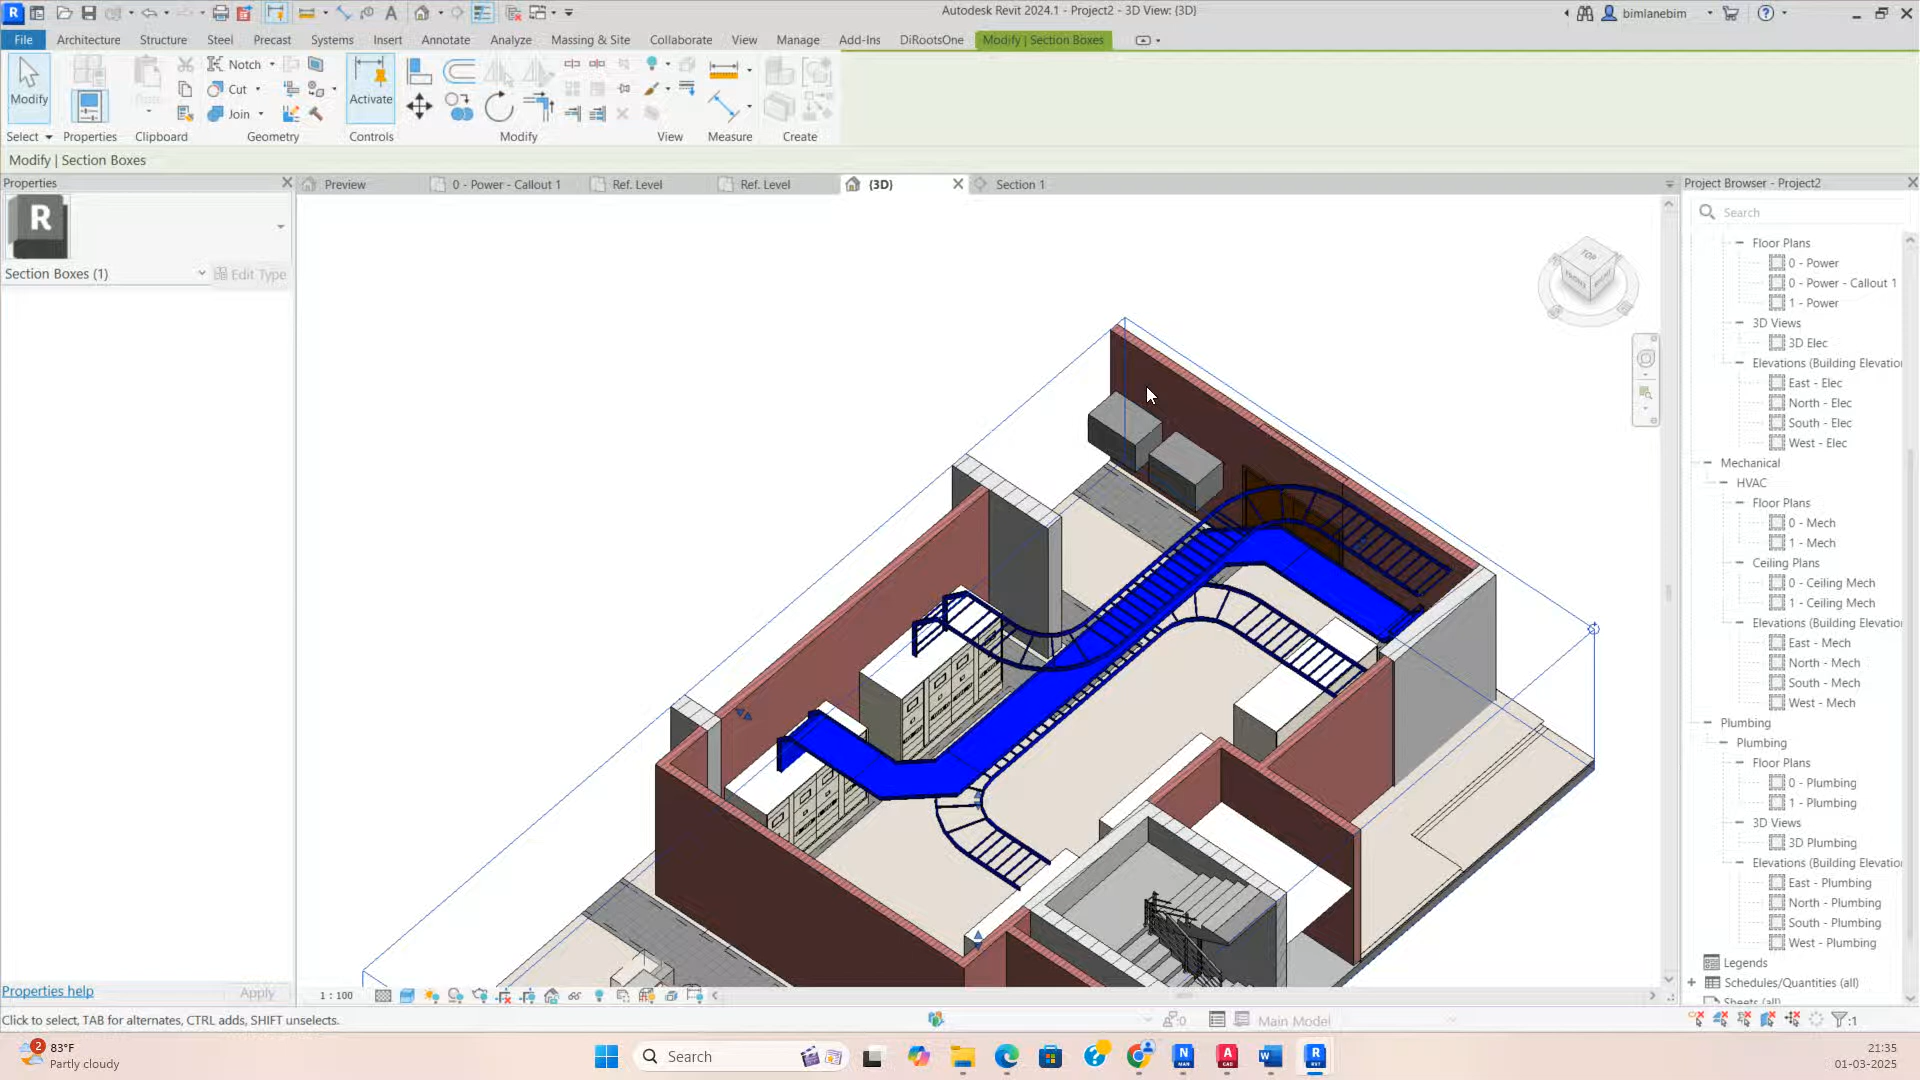 Autodesk Revit 2024.1 - Project2 - 3D View: {3D}
bimlanebim
File
Architecture
Structure
Steel
Precast
Systems
Insert
Annotate
Analyze
Massing & Site
Collaborate
View
Manage
Add-Ins
DiRootsOne
Modify | Section Boxes
Modify
Notch
Cut
Join
Activate
Select
Properties
Clipboard
Geometry
Controls
Modify
View
Measure
Create
Modify | Section Boxes
Properties
Preview
0 - Power - Callout 1
Ref. Level
Ref. Level
{3D}
Section 1
Project Browser - Project2
R
Section Boxes (1)
Edit Type
TOP
Search
Floor Plans
0 - Power
0 - Power - Callout 1
1 - Power
3D Views
3D Elec
Elevations (Building Elevatio
East - Elec
North - Elec
South - Elec
West - Elec
Mechanical
HVAC
Floor Plans
0 - Mech
1 - Mech
Ceiling Plans
0 - Ceiling Mech
1 - Ceiling Mech
Elevations (Building Elevatio
East - Mech
North - Mech
South - Mech
West - Mech
Plumbing
Plumbing
Floor Plans
0 - Plumbing
1 - Plumbing
3D Views
3D Plumbing
Elevations (Building Elevatio
East - Plumbing
North - Plumbing
South - Plumbing
West - Plumbing
Legends
Schedules/Quantities (all)
Sheets (all)
Properties help
Apply
1 : 100
Click to select, TAB for alternates, CTRL adds, SHIFT unselects.
:0
Main Model
:1
2
83°F
Partly cloudy
Search
21:35
01-03-2025